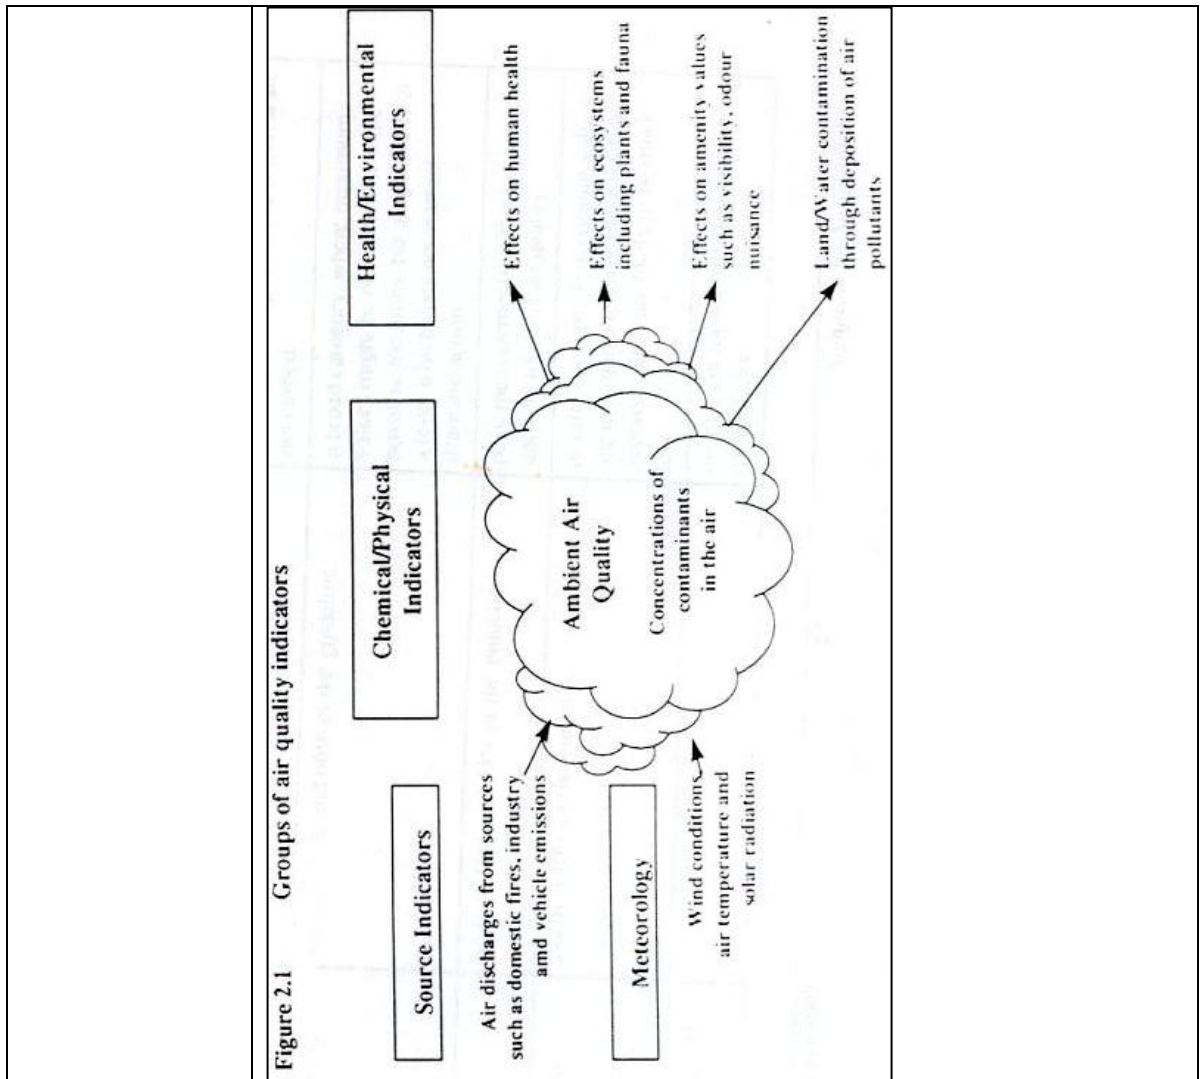 Figure 2.1 Groups of air quality indicators
Source Indicators
Air discharges from sources
such as domestic fires, industry
amd vehicle emissions
Meteorology
Wind conditions,
air temperature and
solar radiation
Chemical/Physical
Indicators
Ambient Air
Quality
Concentrations of
contaminants
in the air
Health/Environmental
Indicators
Effects on human health
Effects on ecosystems
including plants and fauna
Effects on amenity values
such as visibility, odour
nuisance
Land/Water contamination
through deposition of air
pollutants